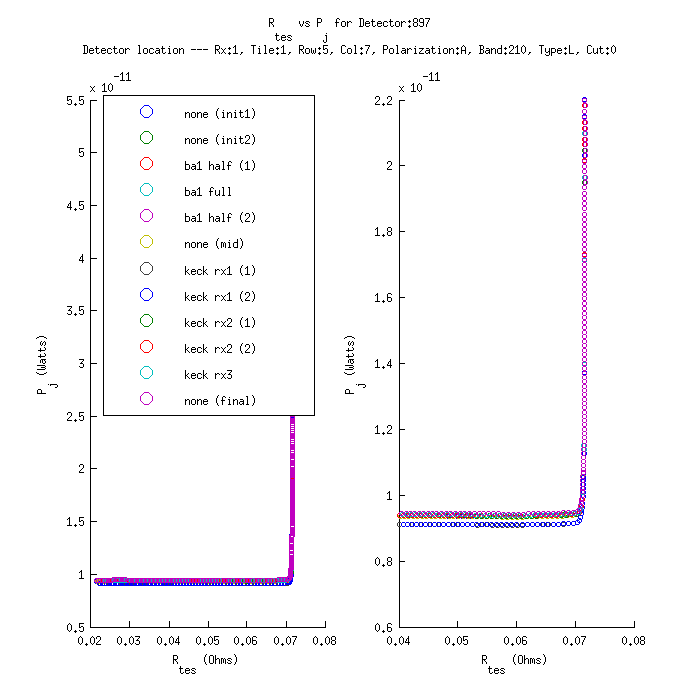 R_tes vs P_j for Detector:897
Detector location --- Rx:1, Tile:1, Row:5, Col:7, Polarization:A, Band:210, Type:L, Cut:0
x 10^-11
5.5
5
4.5
4
3.5
3
2.5
2
1.5
1
0.5
P_j (Watts)
none (init1)
none (init2)
ba1 half (1)
ba1 full
ba1 half (2)
none (mid)
keck rx1 (1)
keck rx1 (2)
keck rx2 (1)
keck rx2 (2)
keck rx3
none (final)
0.02 0.03 0.04 0.05 0.06 0.07 0.08
R_tes (Ohms)
x 10^-11
2.2
2
1.8
1.6
1.4
1.2
1
0.8
0.6
P_j (Watts)
0.04 0.05 0.06 0.07 0.08
R_tes (Ohms)